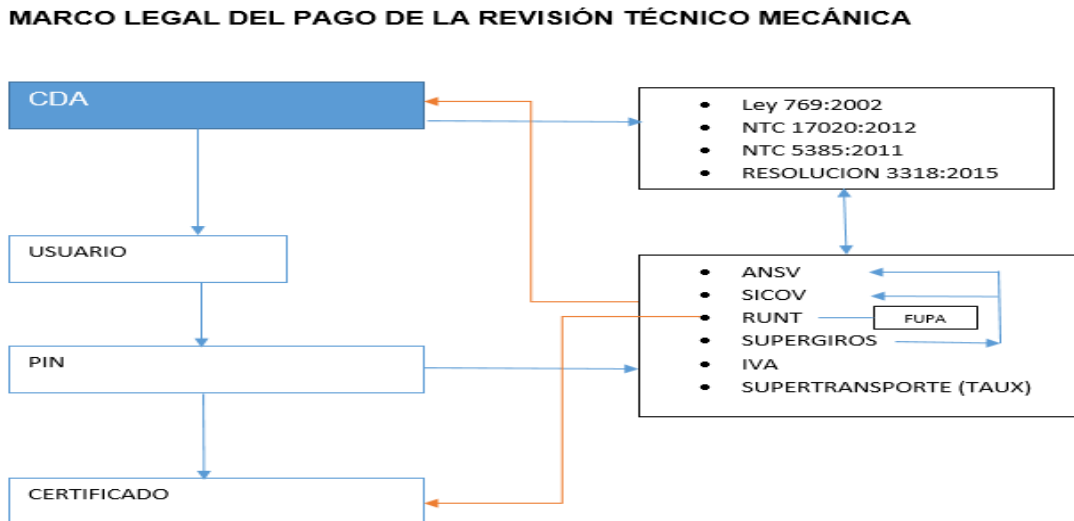 MARCO LEGAL DEL PAGO DE LA REVISIÓN TÉCNICO MECÁNICA
CDA
• Ley 769:2002
• NTC 17020:2012
• NTC 5385:2011
• RESOLUCION 3318:2015
USUARIO
• ANSV
• SICOV
• RUNT
FUPA
• SUPERGIROS
• IVA
• SUPERTRANSPORTE (TAUX)
PIN
CERTIFICADO